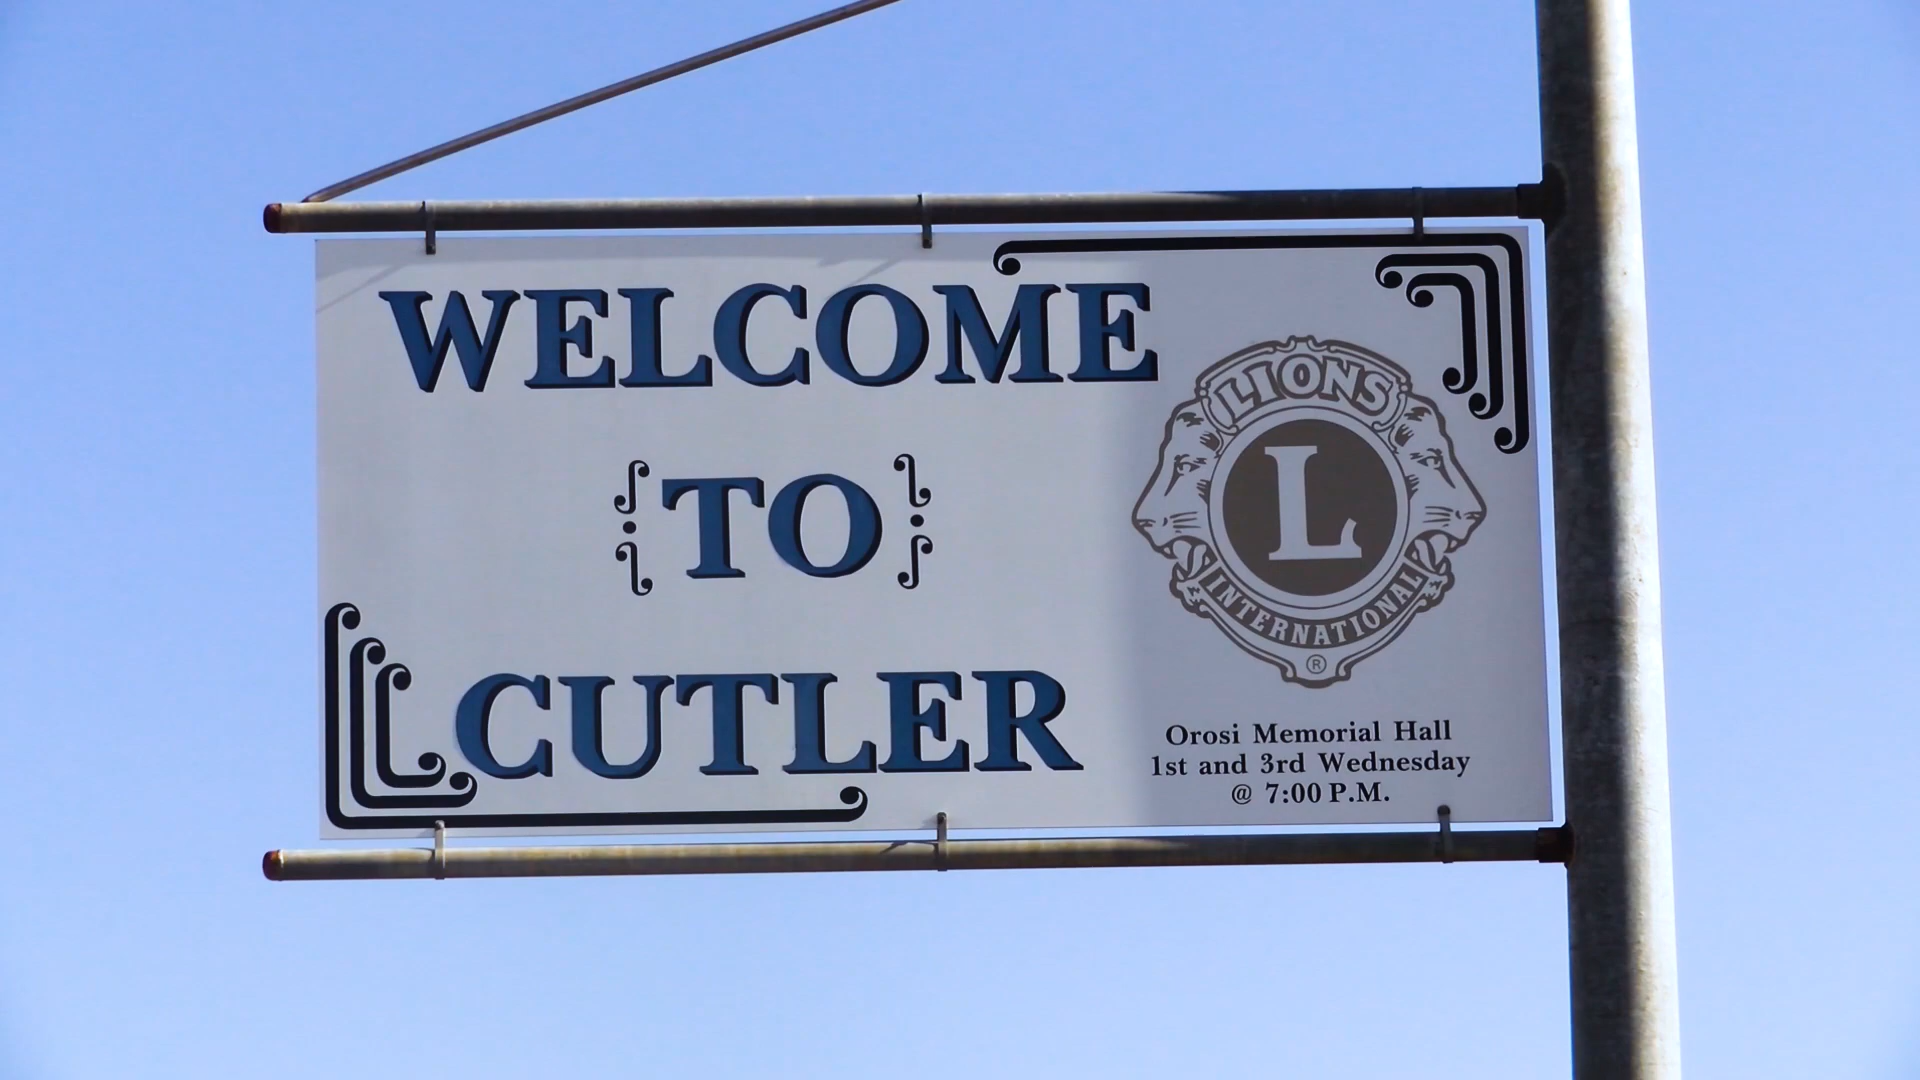 WELCOME
TO
CUTLER
LIONS
L
INTERNATIONAL
®
Orosi Memorial Hall
1st and 3rd Wednesday
@ 7:00 P.M.